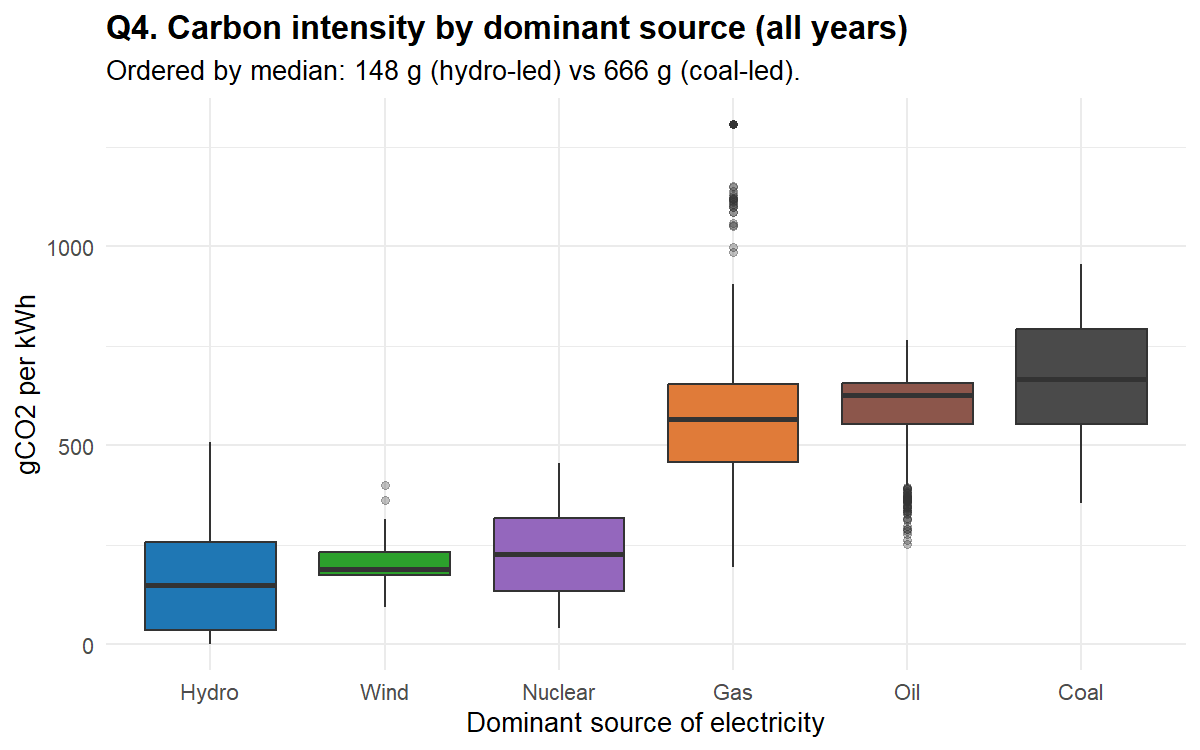 Q4. Carbon intensity by dominant source (all years)
Ordered by median: 148 g (hydro-led) vs 666 g (coal-led).
gCO2 per kWh
1000
500
0
Hydro Wind Nuclear Gas Oil Coal
Dominant source of electricity